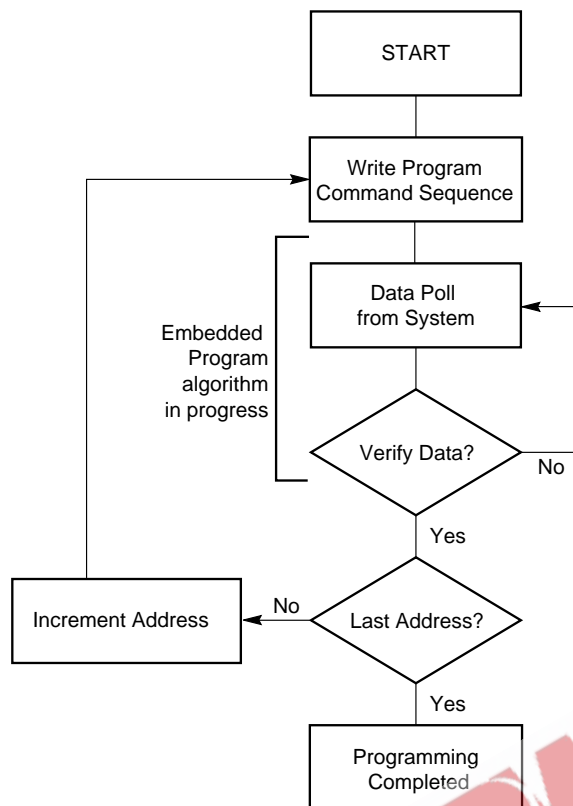 START
Write Program
Command Sequence
Data Poll
from System
Embedded
Program
algorithm
in progress
Verify Data?
No
Yes
Increment Address
No
Last Address?
Yes
Programming
Completed